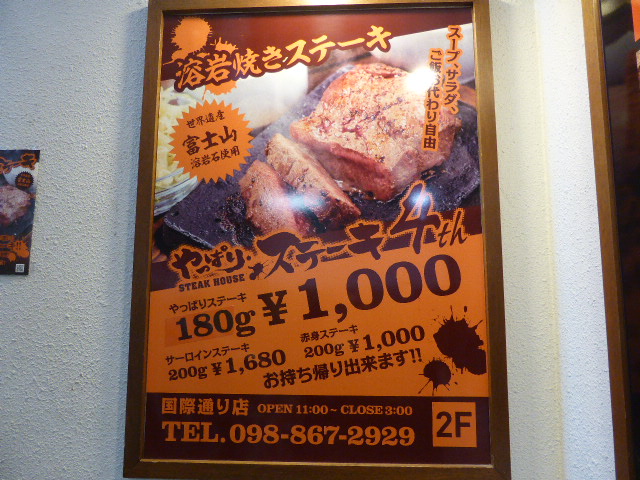 溶岩焼きステーキ
スープ、サラダ、
ご飯お代わり自由
世界遺産
富士山
溶岩石使用
やっぱりステーキ 4th
STEAK HOUSE
やっぱりステーキ
180g ¥1,000
サーロインステーキ
200g ¥1,680
赤身ステーキ
200g ¥1,000
お持ち帰り出来ます!!
国際通り店 OPEN 11:00~CLOSE 3:00
TEL. 098-867-2929
2F